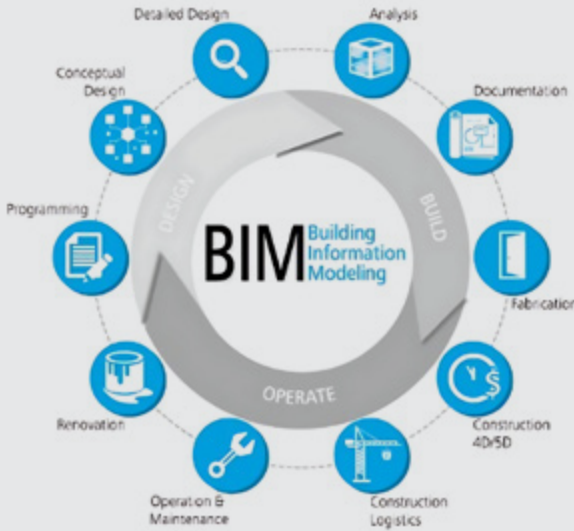 Detailed Design
Analysis
Conceptual
Design
Documentation
Programming
DESIGN
BUILD
BIM
Building
Information
Modeling
Fabrication
Renovation
OPERATE
Construction
4D/5D
Operation &
Maintenance
Construction
Logistics
$